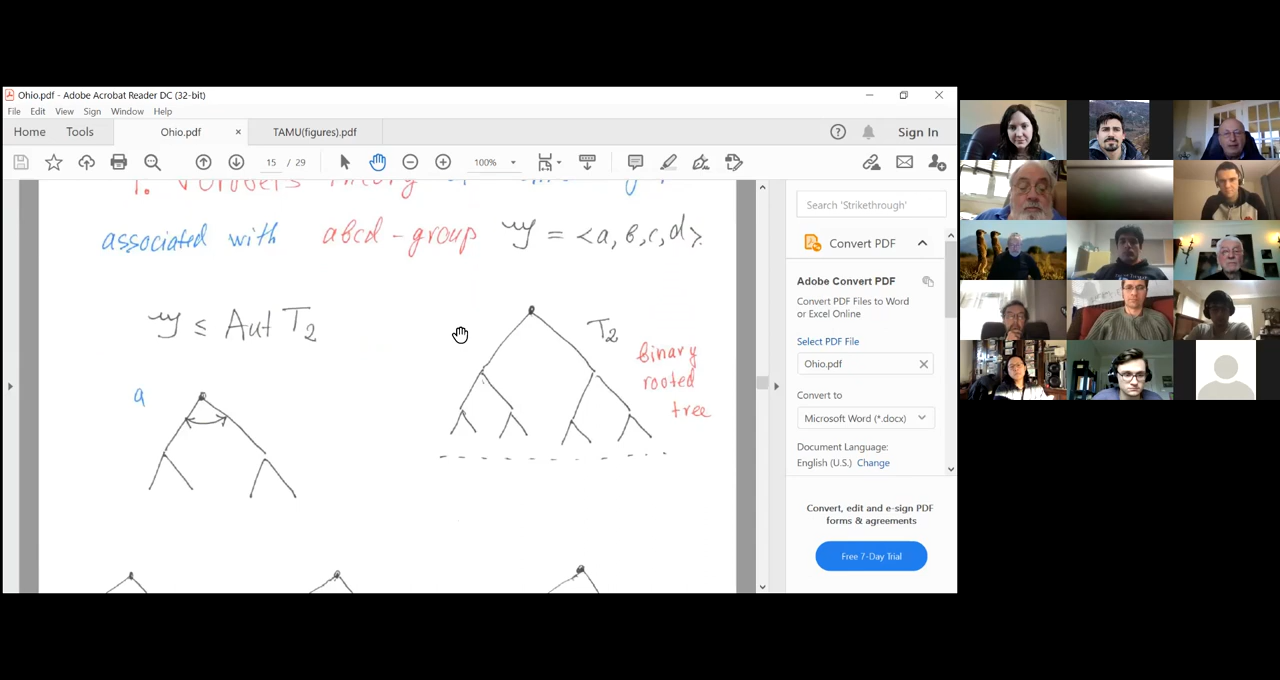 Ohio.pdf - Adobe Acrobat Reader DC (32-bit)
File Edit View Sign Window Help
Home Tools Ohio.pdf × TAMU(figures).pdf Sign In
15 / 29 100%
associated with abcd-group = <a, b, c, d>.
≤ Aut T2
T2
binary
rooted
tree
a
Search 'Strikethrough'
Convert PDF
Adobe Convert PDF
Convert PDF Files to Word
or Excel Online
Select PDF File
Ohio.pdf
Convert to
Microsoft Word (*.docx)
Document Language:
English (U.S.) Change
Convert, edit and e-sign PDF
forms & agreements
Free 7-Day Trial